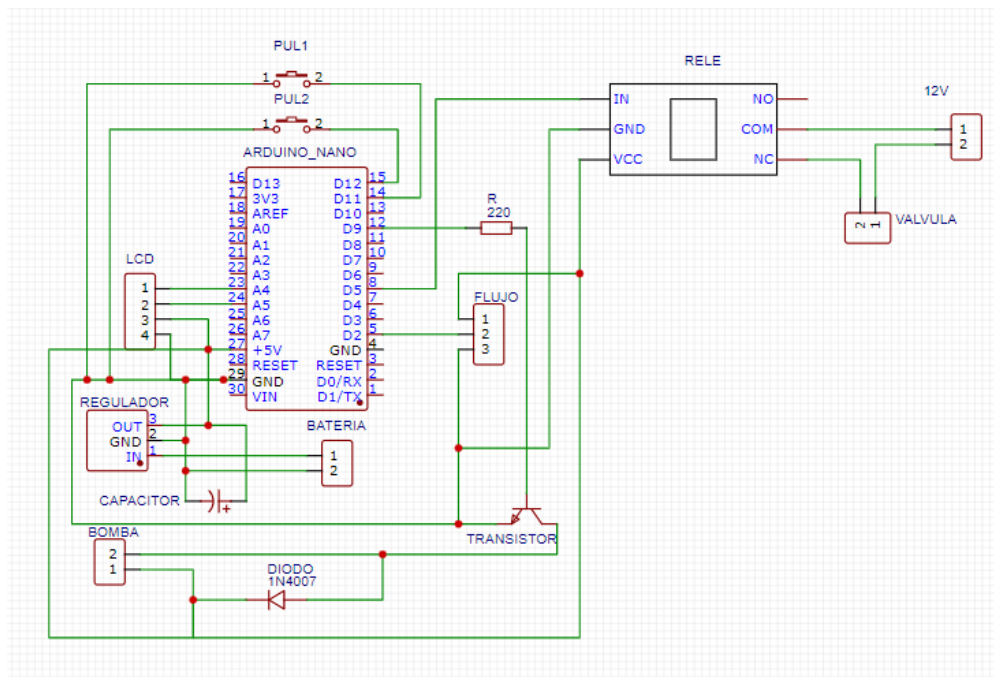 PUL1
1 2
PUL2
1 2
ARDUINO_NANO
16 D13 D12 15
17 3V3 D11 14
18 AREF D10 13
19 A0 D9 12
20 A1 D8 11
21 A2 D7 10
22 A3 D6 9
23 A4 D5 8
24 A5 D4 7
25 A6 D3 6
26 A7 D2 5
27 +5V GND 4
28 RESET RESET 3
29 GND D0/RX 2
30 VIN D1/TX 1
RELE
IN NO
GND COM
VCC NC
12V
1
2
VALVULA
2 1
R
220
LCD
1
2
3
4
FLUJO
1
2
3
REGULADOR
OUT 3
GND 2
IN 1
BATERIA
1
2
CAPACITOR
+
TRANSISTOR
BOMBA
2
1
DIODO
1N4007